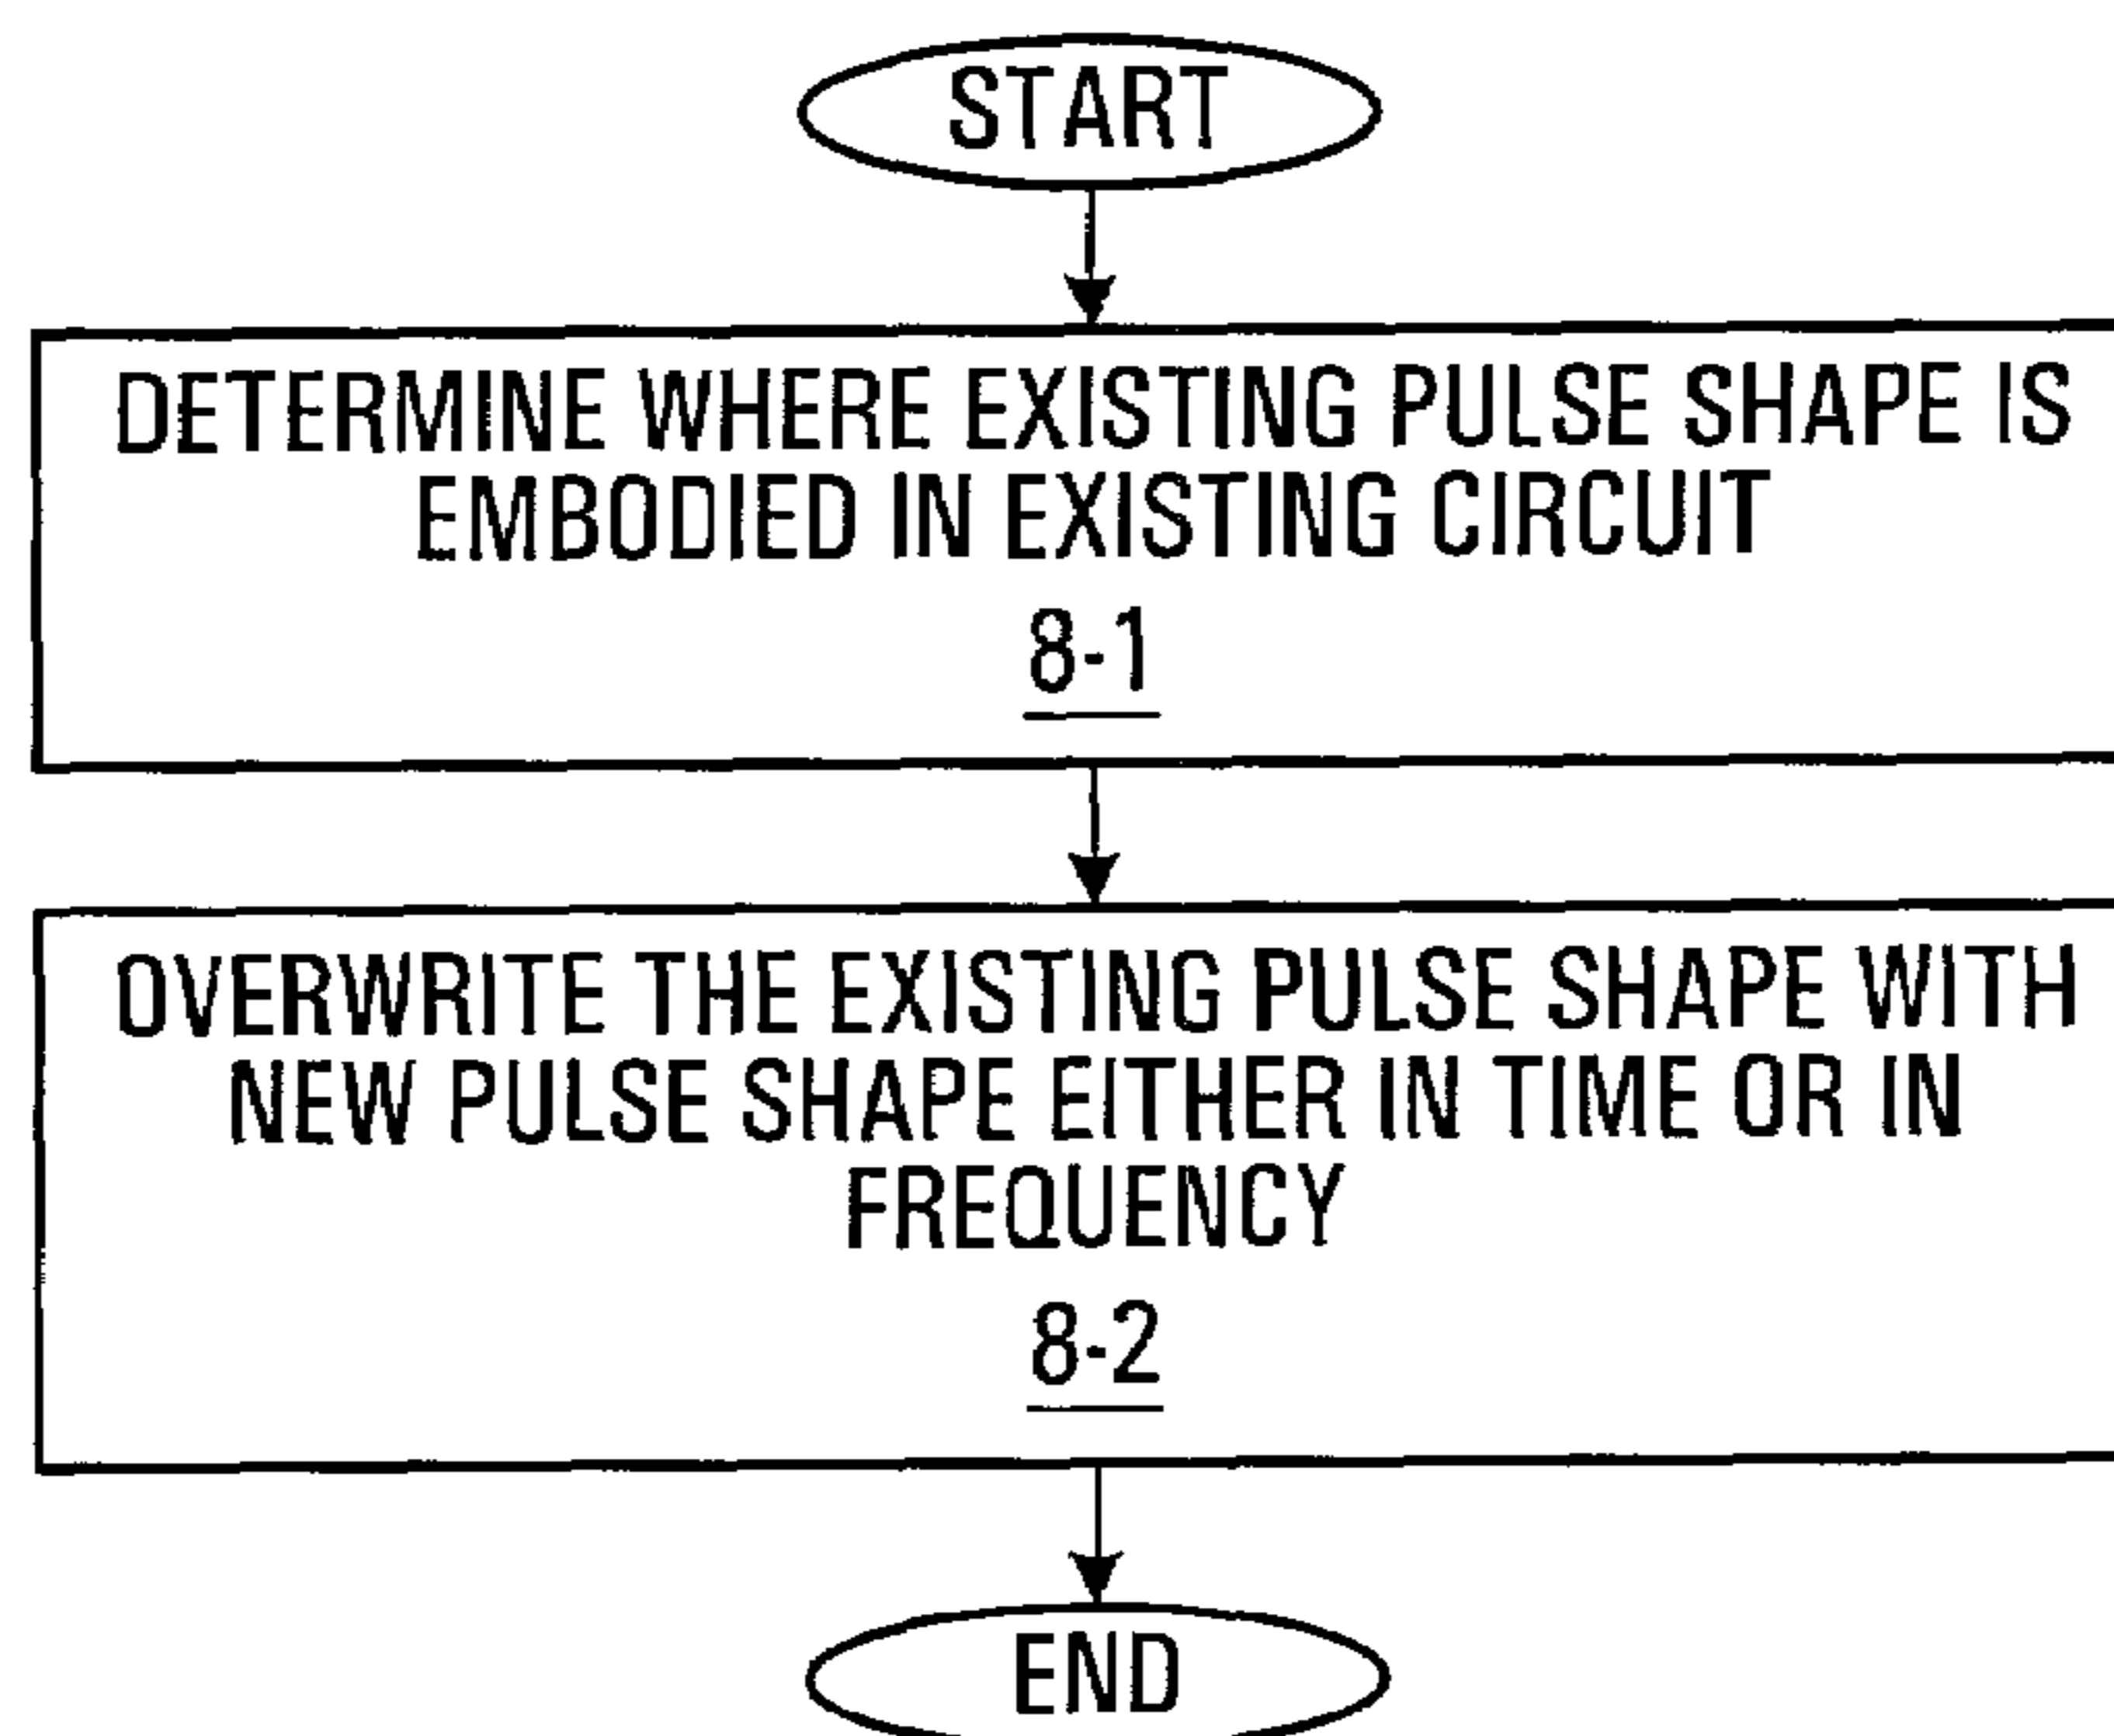 START
DETERMINE WHERE EXISTING PULSE SHAPE IS
EMBODIED IN EXISTING CIRCUIT
8-1
OVERWRITE THE EXISTING PULSE SHAPE WITH
NEW PULSE SHAPE EITHER IN TIME OR IN
FREQUENCY
8-2
END